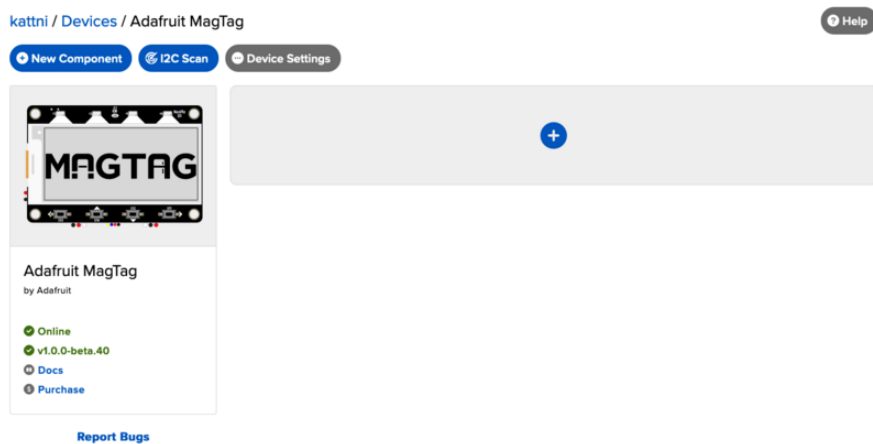 kattni / Devices / Adafruit MagTag
Help
New Component
I2C Scan
Device Settings
MAGTAG
Adafruit MagTag
by Adafruit
Online
v1.0.0-beta.40
Docs
Purchase
Report Bugs